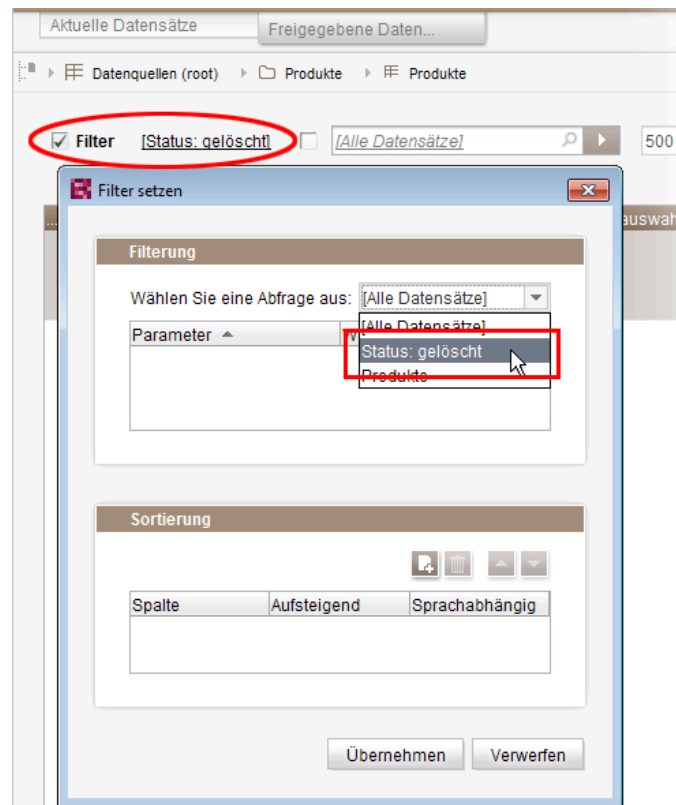 Aktuelle Datensätze Freigegebene Daten...
Datenquellen (root) Produkte Produkte
Filter [Status: gelöscht] [Alle Datensätze] 500
Filter setzen
... auswah
Filterung
Wählen Sie eine Abfrage aus: [Alle Datensätze]
[Alle Datensätze]
Parameter W
Status: gelöscht
Produkte
Sortierung
Spalte Aufsteigend Sprachabhängig
Übernehmen Verwerfen